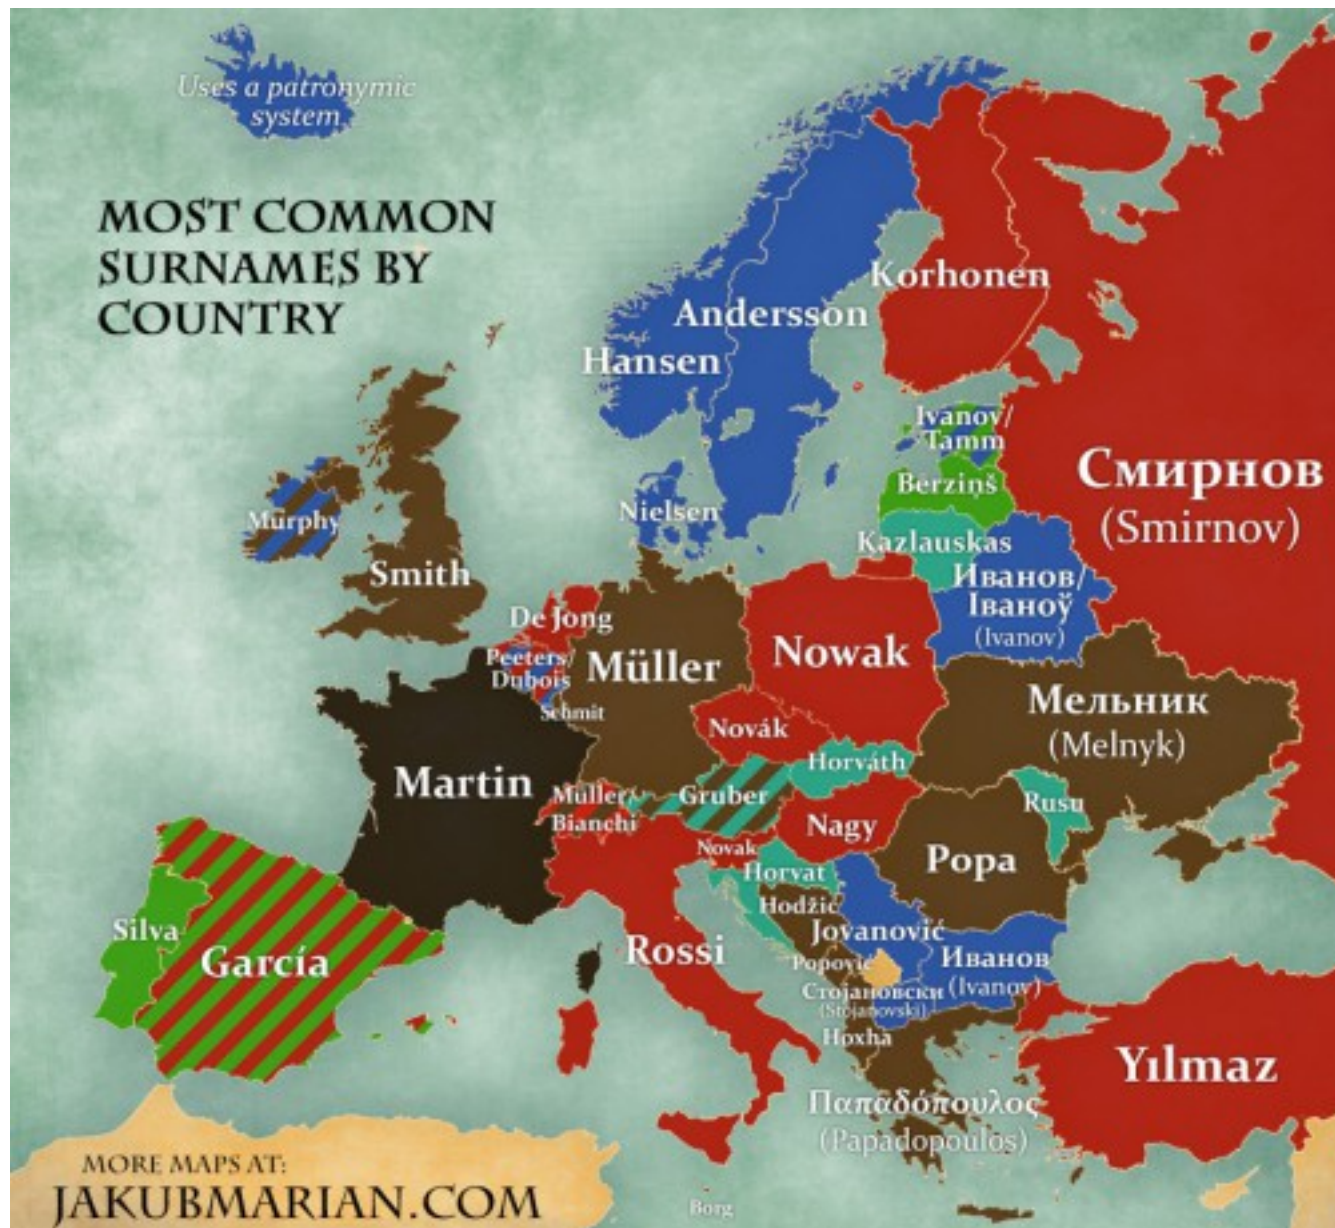 Uses a patronymic
system
MOST COMMON
SURNAMES BY
COUNTRY
Korhonen
Andersson
Hansen
Ivanov/
Tamm
Смирнов
(Smirnov)
Berziņš
Nielsen
Murphy
Kazlauskas
Smith
Иванов/
Іваноў
(Ivanov)
De Jong
Nowak
Müller
Peeters/
Dubois
Schmit
Мельник
(Melnyk)
Novák
Horváth
Martin
Müller/
Bianchi
Gruber
Rusu
Nagy
Novak
Popa
Horvat
Hodžic
Silva
García
Jovanović
Rossi
Popović
Иванов
(Ivanov)
Стојановски
(Stojanovski)
Hoxha
Yılmaz
Παπαδόπουλος
(Papadopoulos)
MORE MAPS AT:
JAKUBMARIAN.COM
Borg